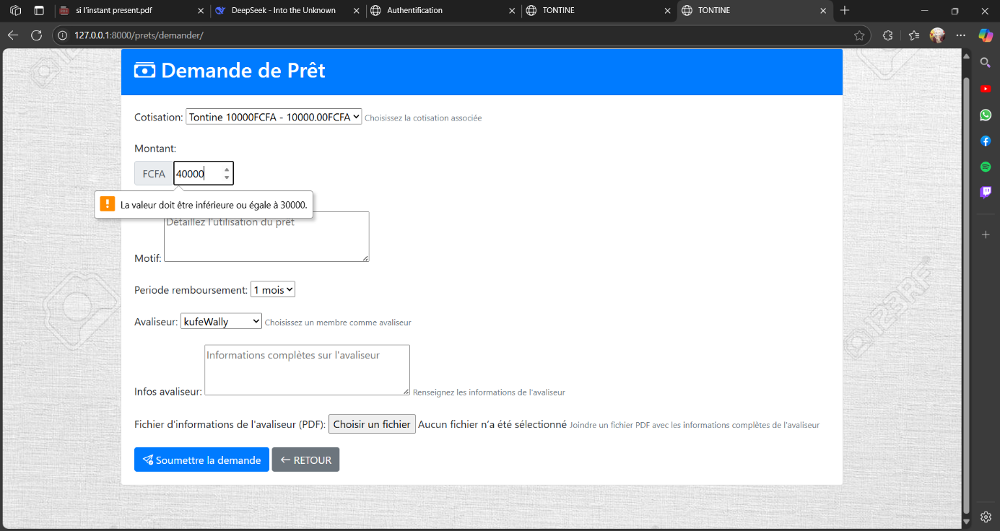 si l'instant present.pdf
DeepSeek - Into the Unknown
Authentification
TONTINE
TONTINE
127.0.0.1:8000/prets/demander/
Demande de Prêt
Cotisation: Tontine 10000FCFA - 10000.00FCFA Choisissez la cotisation associée
Montant:
FCFA 40000
La valeur doit être inférieure ou égale à 30000.
Détaillez l'utilisation du prêt
Motif:
Periode remboursement: 1 mois
Avaliseur: kufeWally Choisissez un membre comme avaliseur
Informations complètes sur l'avaliseur
Infos avaliseur: Renseignez les informations de l'avaliseur
Fichier d'informations de l'avaliseur (PDF): Choisir un fichier Aucun fichier n'a été sélectionné Joindre un fichier PDF avec les informations complètes de l'avaliseur
Soumettre la demande ← RETOUR
123RF